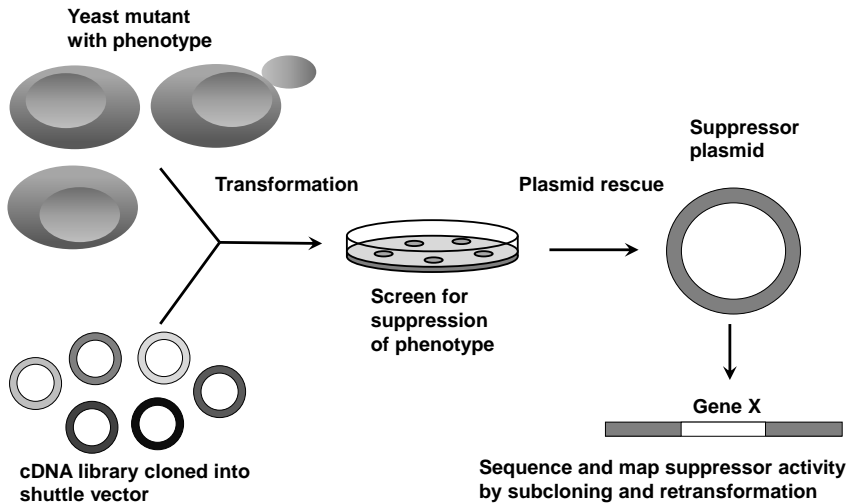 Yeast mutant
with phenotype
Transformation
Plasmid rescue
Suppressor
plasmid
Screen for
suppression
of phenotype
cDNA library cloned into
shuttle vector
Gene X
Sequence and map suppressor activity
by subcloning and retransformation